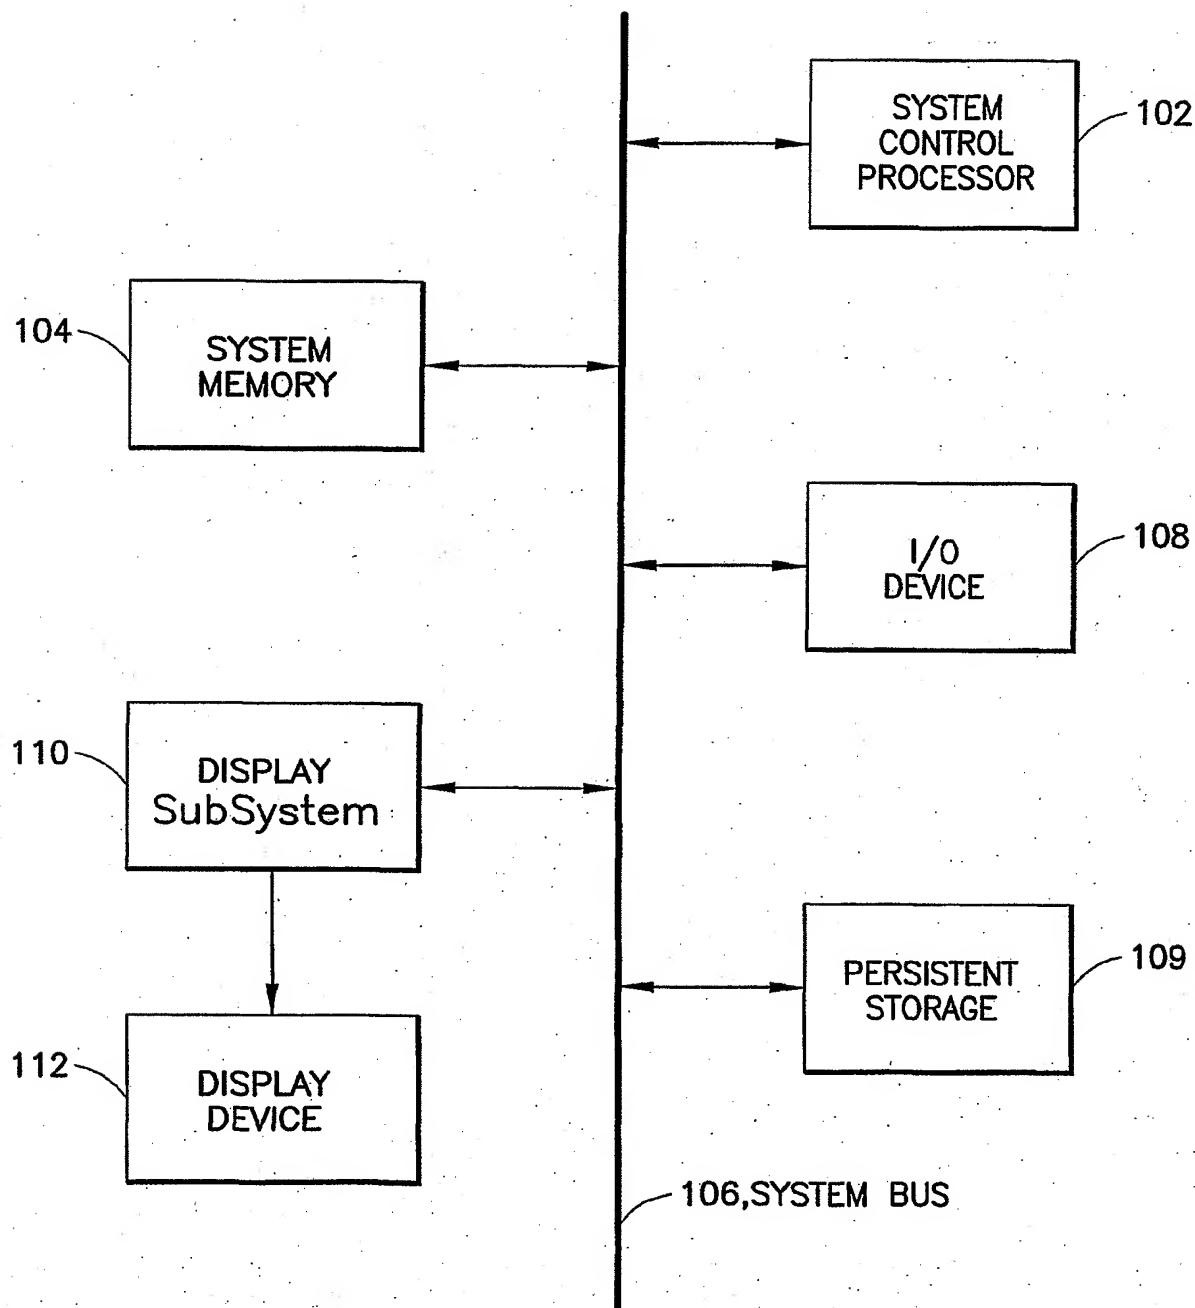 SYSTEM
CONTROL
PROCESSOR
102
104
SYSTEM
MEMORY
I/O
DEVICE
108
110
DISPLAY
SubSystem
PERSISTENT
STORAGE
109
112
DISPLAY
DEVICE
106,SYSTEM BUS